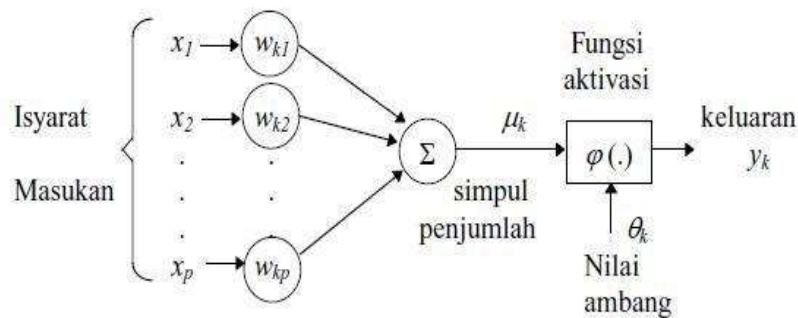 Isyarat
Masukan
x1
wk1
x2
wk2
.
.
.
.
.
.
xp
wkp
Σ
simpul
penjumlah
μk
Fungsi
aktivasi
φ(.)
θk
Nilai
ambang
keluaran
yk